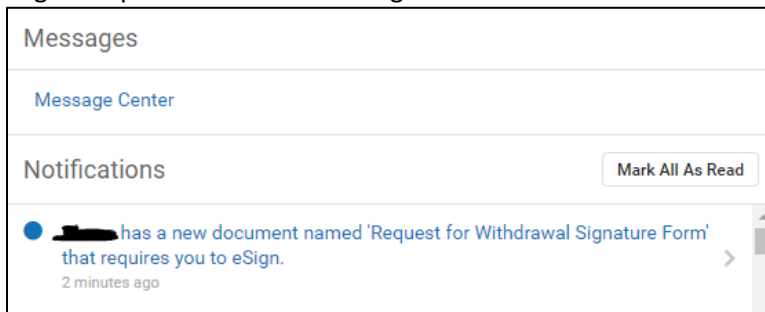 Messages
Message Center
Notifications
Mark All As Read
has a new document named 'Request for Withdrawal Signature Form'
that requires you to eSign.
2 minutes ago